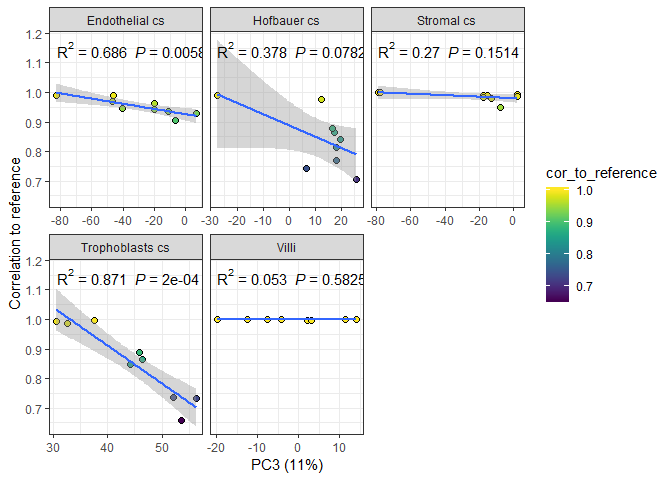 Endothelial cs
Hofbauer cs
Stromal cs
R2 = 0.686 P = 0.0058
R2 = 0.378 P = 0.0782
R2 = 0.27 P = 0.1514
1.2
1.1
1.0
0.9
0.8
0.7
-80 -60 -40 -20 0
-30 -20 -10 0 10 20
-80 -60 -40 -20 0
Trophoblasts cs
Villi
R2 = 0.871 P = 2e-04
R2 = 0.053 P = 0.5825
1.2
1.1
1.0
0.9
0.8
0.7
30 40 50
-20 -10 0 10
PC3 (11%)
Correlation to reference
cor_to_reference
1.0
0.9
0.8
0.7